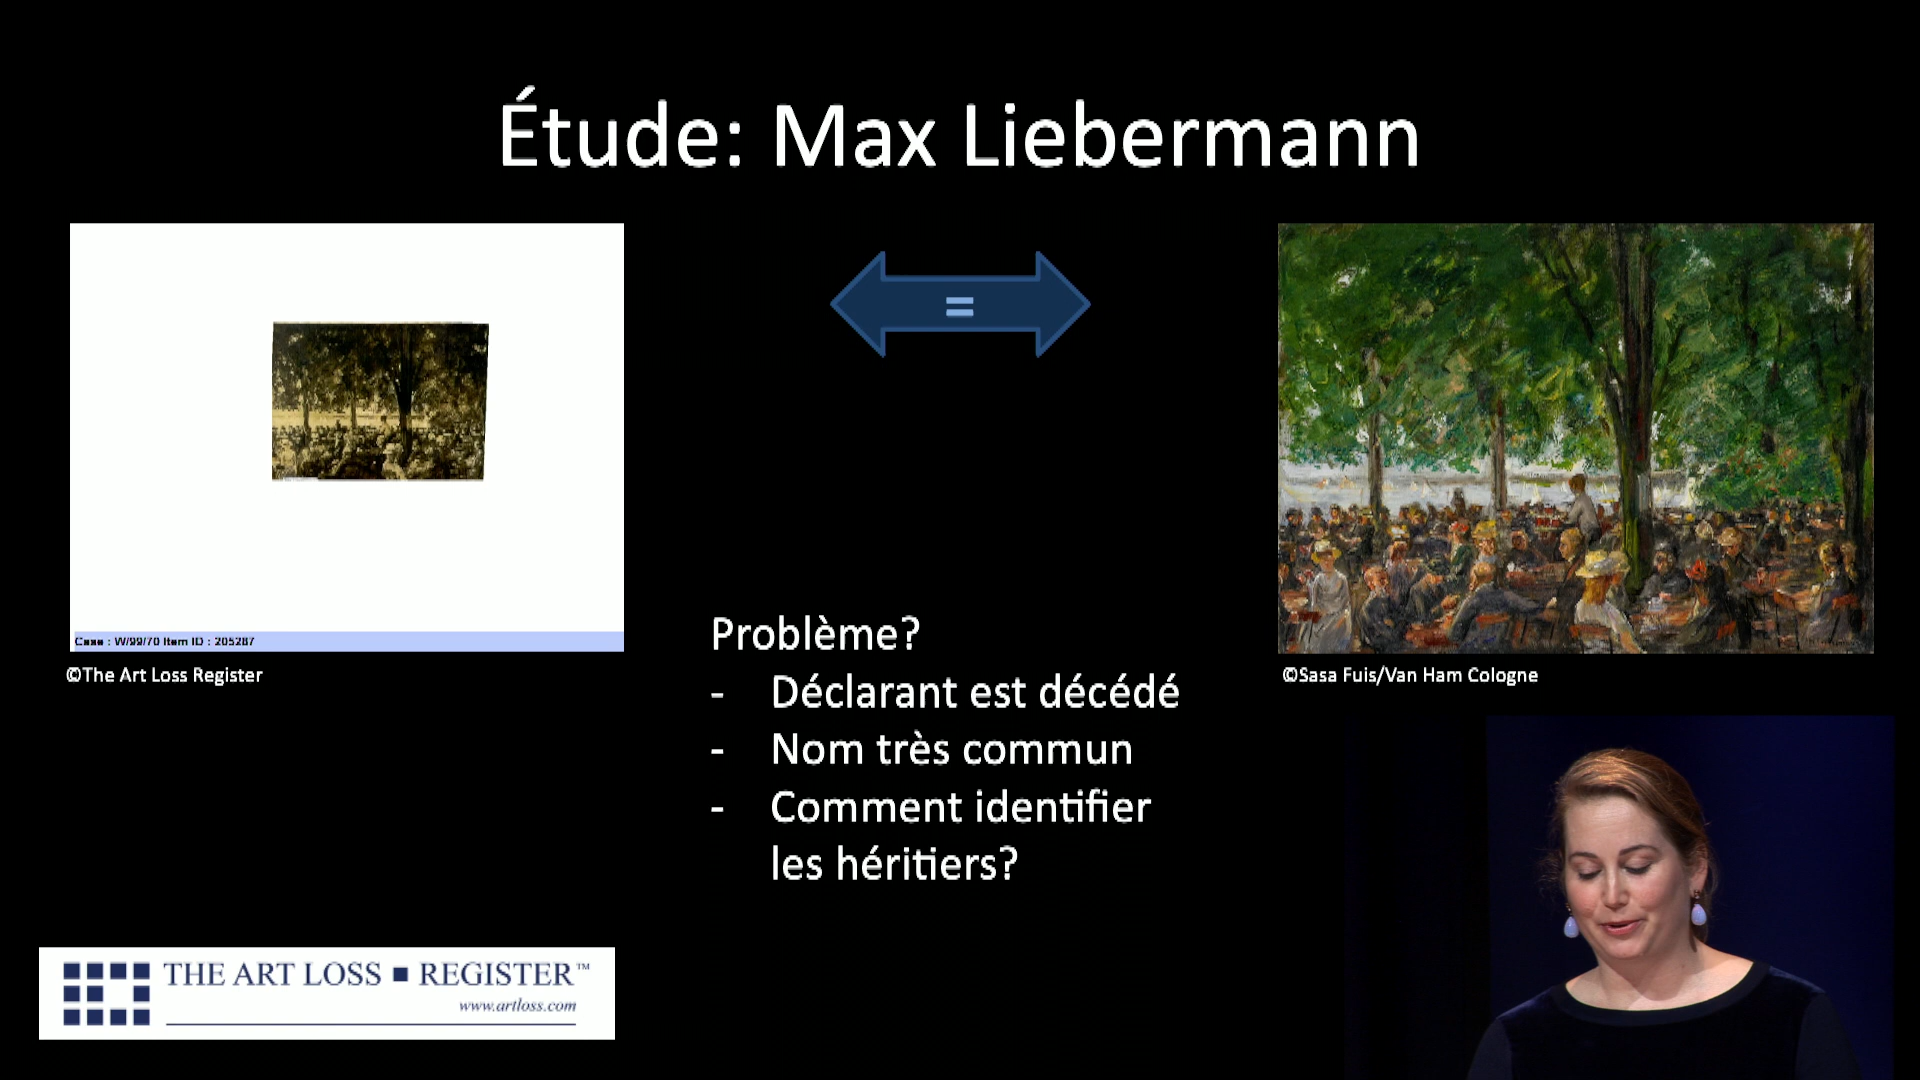 Étude: Max Liebermann
=
Case : W/99/70 Item ID : 205287
©The Art Loss Register
©Sasa Fuis/Van Ham Cologne
Problème?
- Déclarant est décédé
- Nom très commun
- Comment identifier
les héritiers?
THE ART LOSS ■ REGISTER™
www.artloss.com